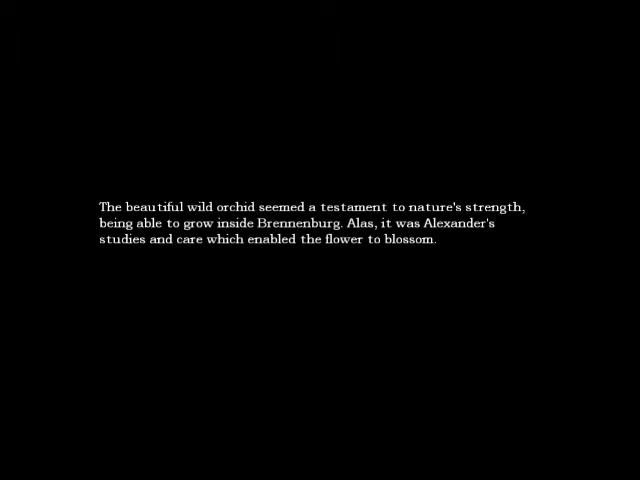 The beautiful wild orchid seemed a testament to nature's strength,
being able to grow inside Brennenburg. Alas, it was Alexander's
studies and care which enabled the flower to blossom.